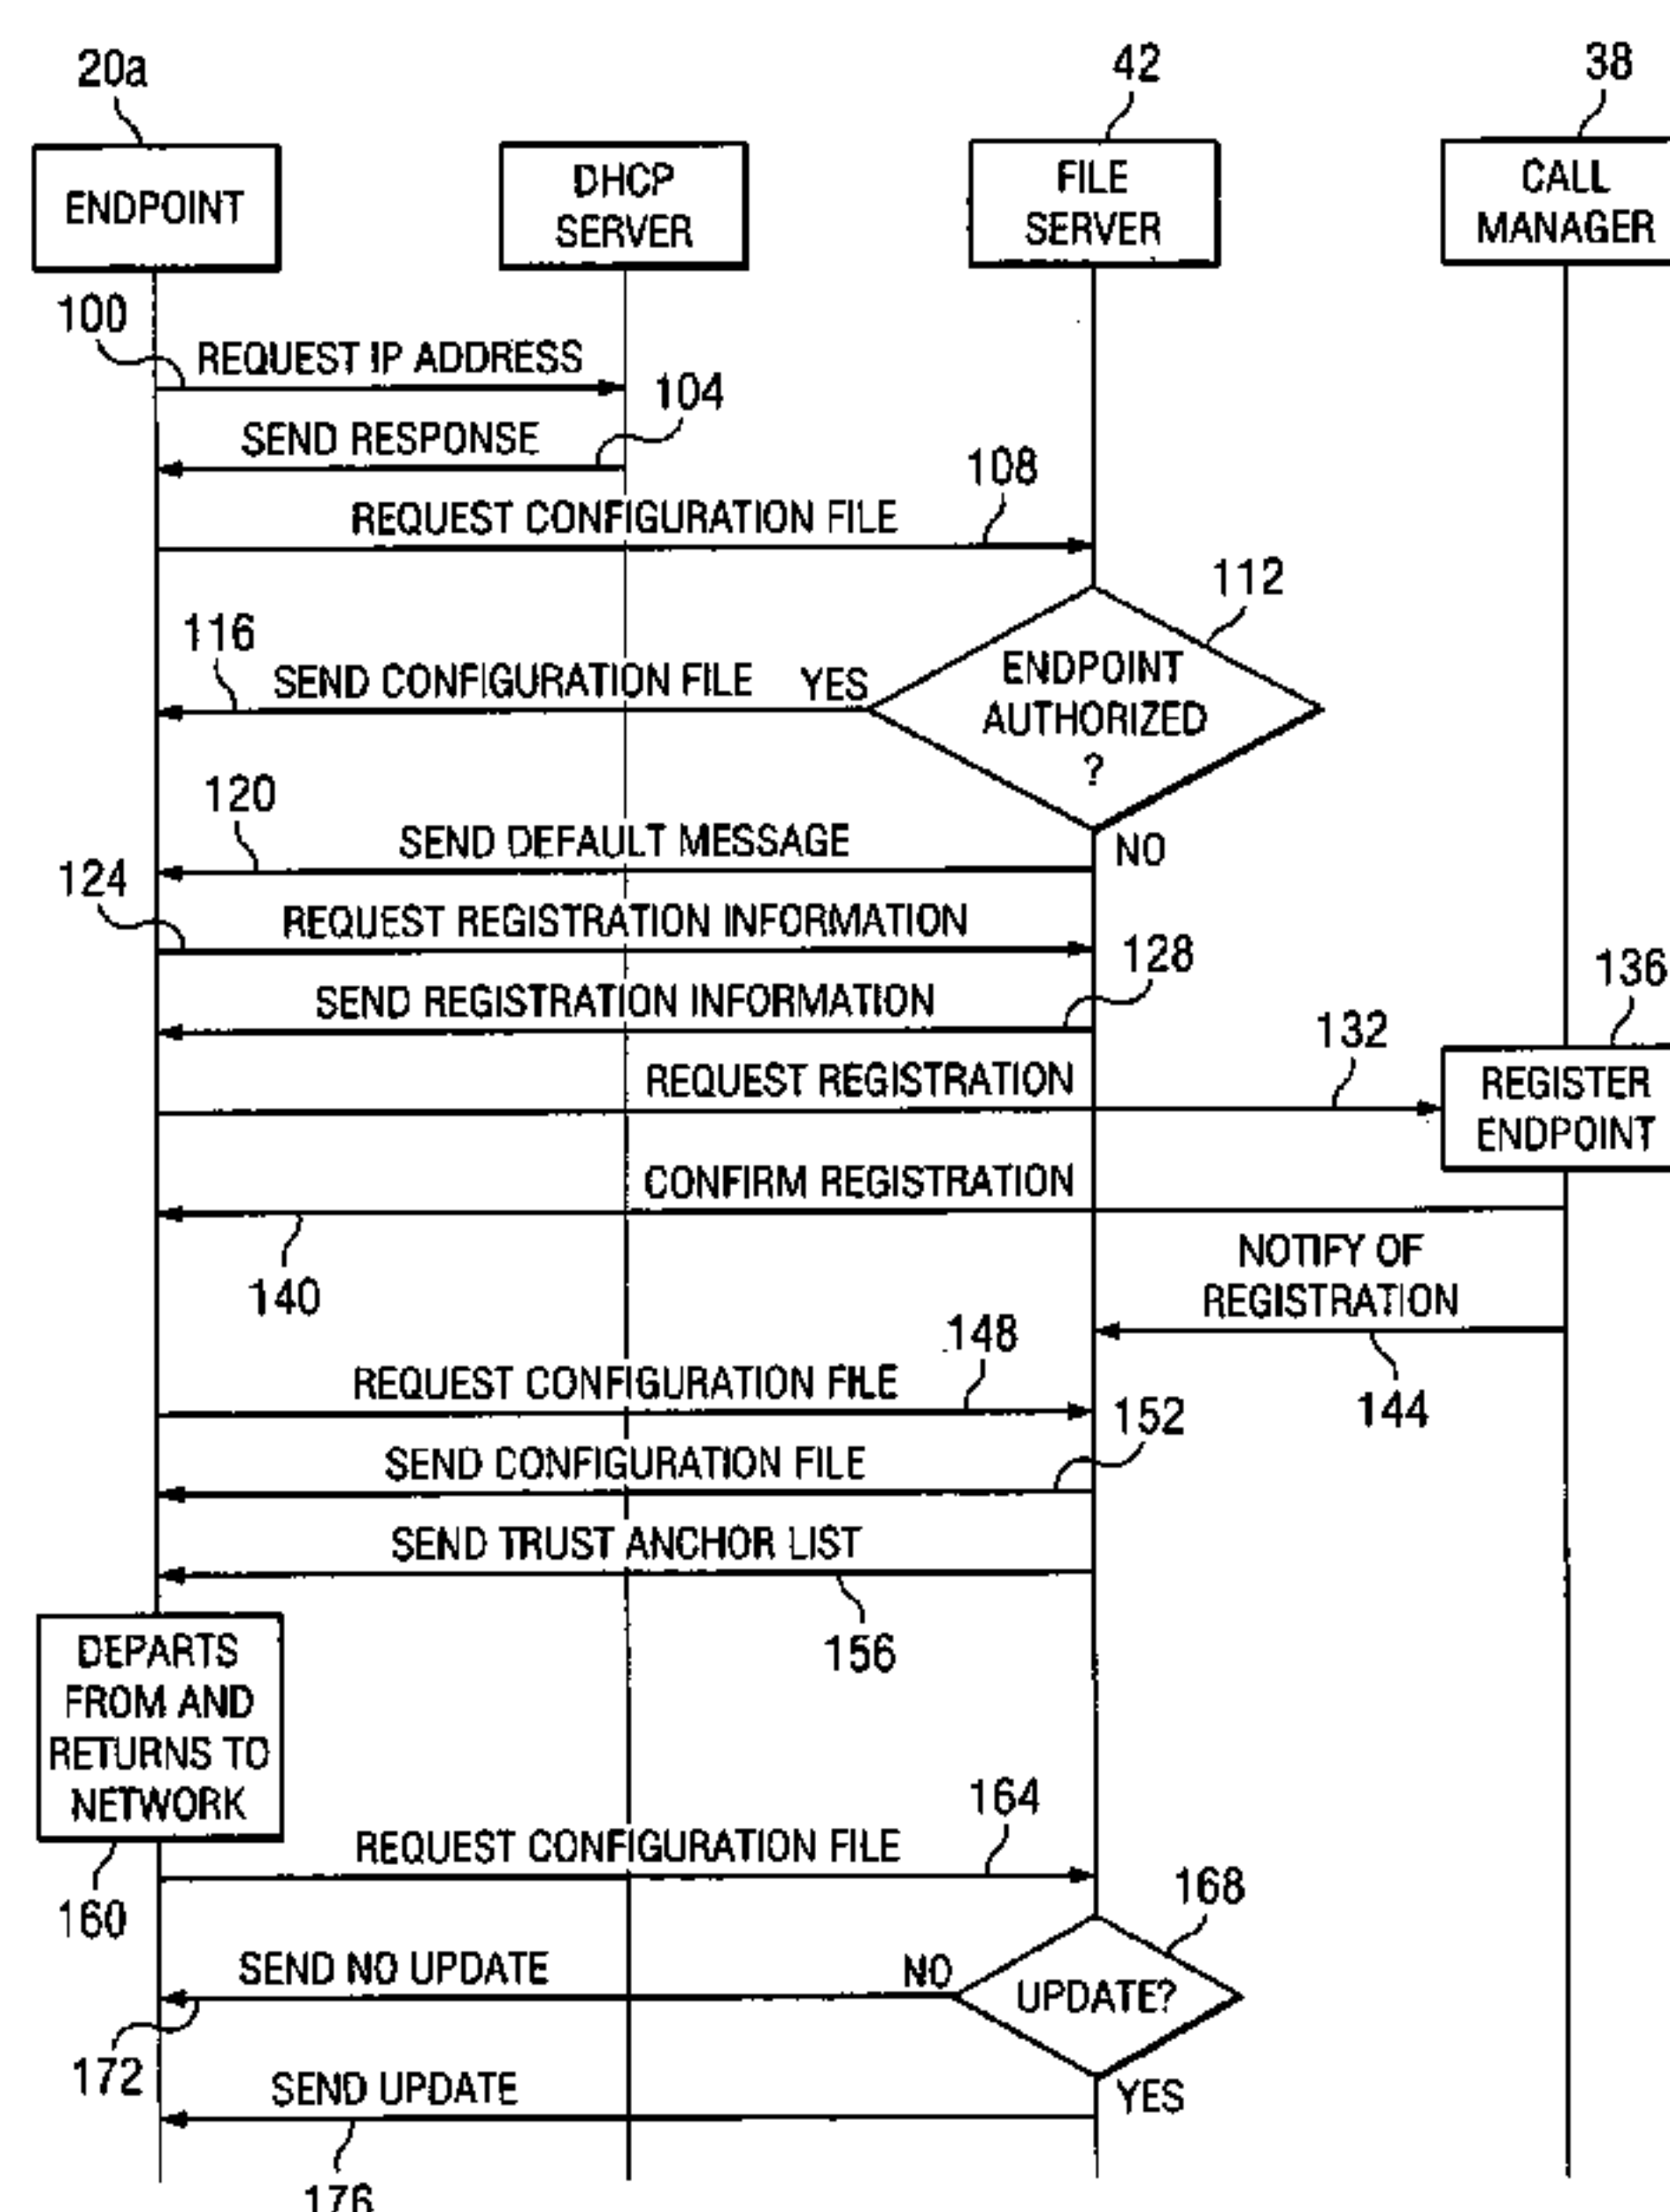 20a
42
38
ENDPOINT
DHCP
SERVER
FILE
SERVER
CALL
MANAGER
100
REQUEST IP ADDRESS
104
SEND RESPONSE
108
REQUEST CONFIGURATION FILE
112
116
SEND CONFIGURATION FILE
YES
ENDPOINT
AUTHORIZED
?
120
SEND DEFAULT MESSAGE
NO
124
REQUEST REGISTRATION INFORMATION
128
SEND REGISTRATION INFORMATION
136
132
REQUEST REGISTRATION
REGISTER
ENDPOINT
CONFIRM REGISTRATION
140
NOTIFY OF
REGISTRATION
144
148
REQUEST CONFIGURATION FILE
152
SEND CONFIGURATION FILE
SEND TRUST ANCHOR LIST
156
DEPARTS
FROM AND
RETURNS TO
NETWORK
160
164
REQUEST CONFIGURATION FILE
168
SEND NO UPDATE
NO
UPDATE?
172
SEND UPDATE
YES
176